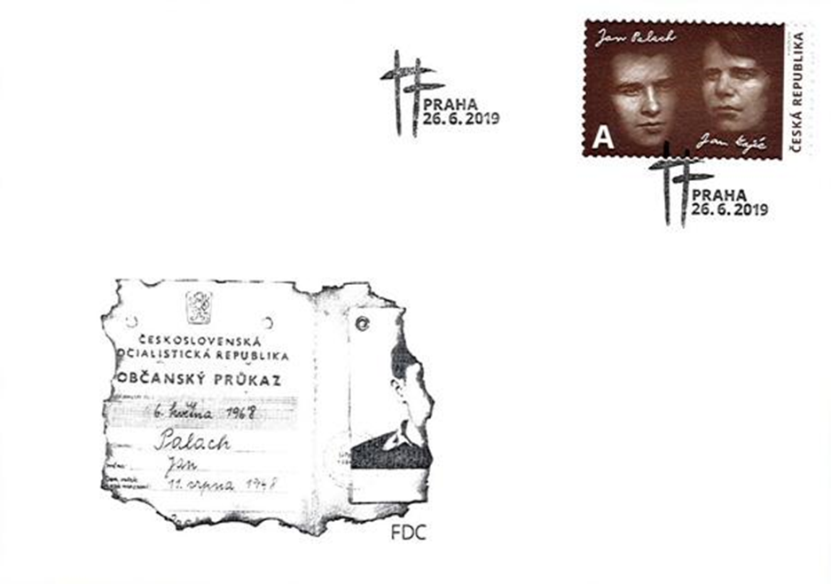 Jan Palach
A
Jan Zajíc
ČESKÁ REPUBLIKA
PRAHA
26. 6. 2019
PRAHA
26. 6. 2019
ČESKOSLOVENSKÁ
OCIALISTICKÁ REPUBLIKA
OBČANSKÝ PRŮKAZ
6. května 1968
Palach
Jan
11. srpna 1948
FDC